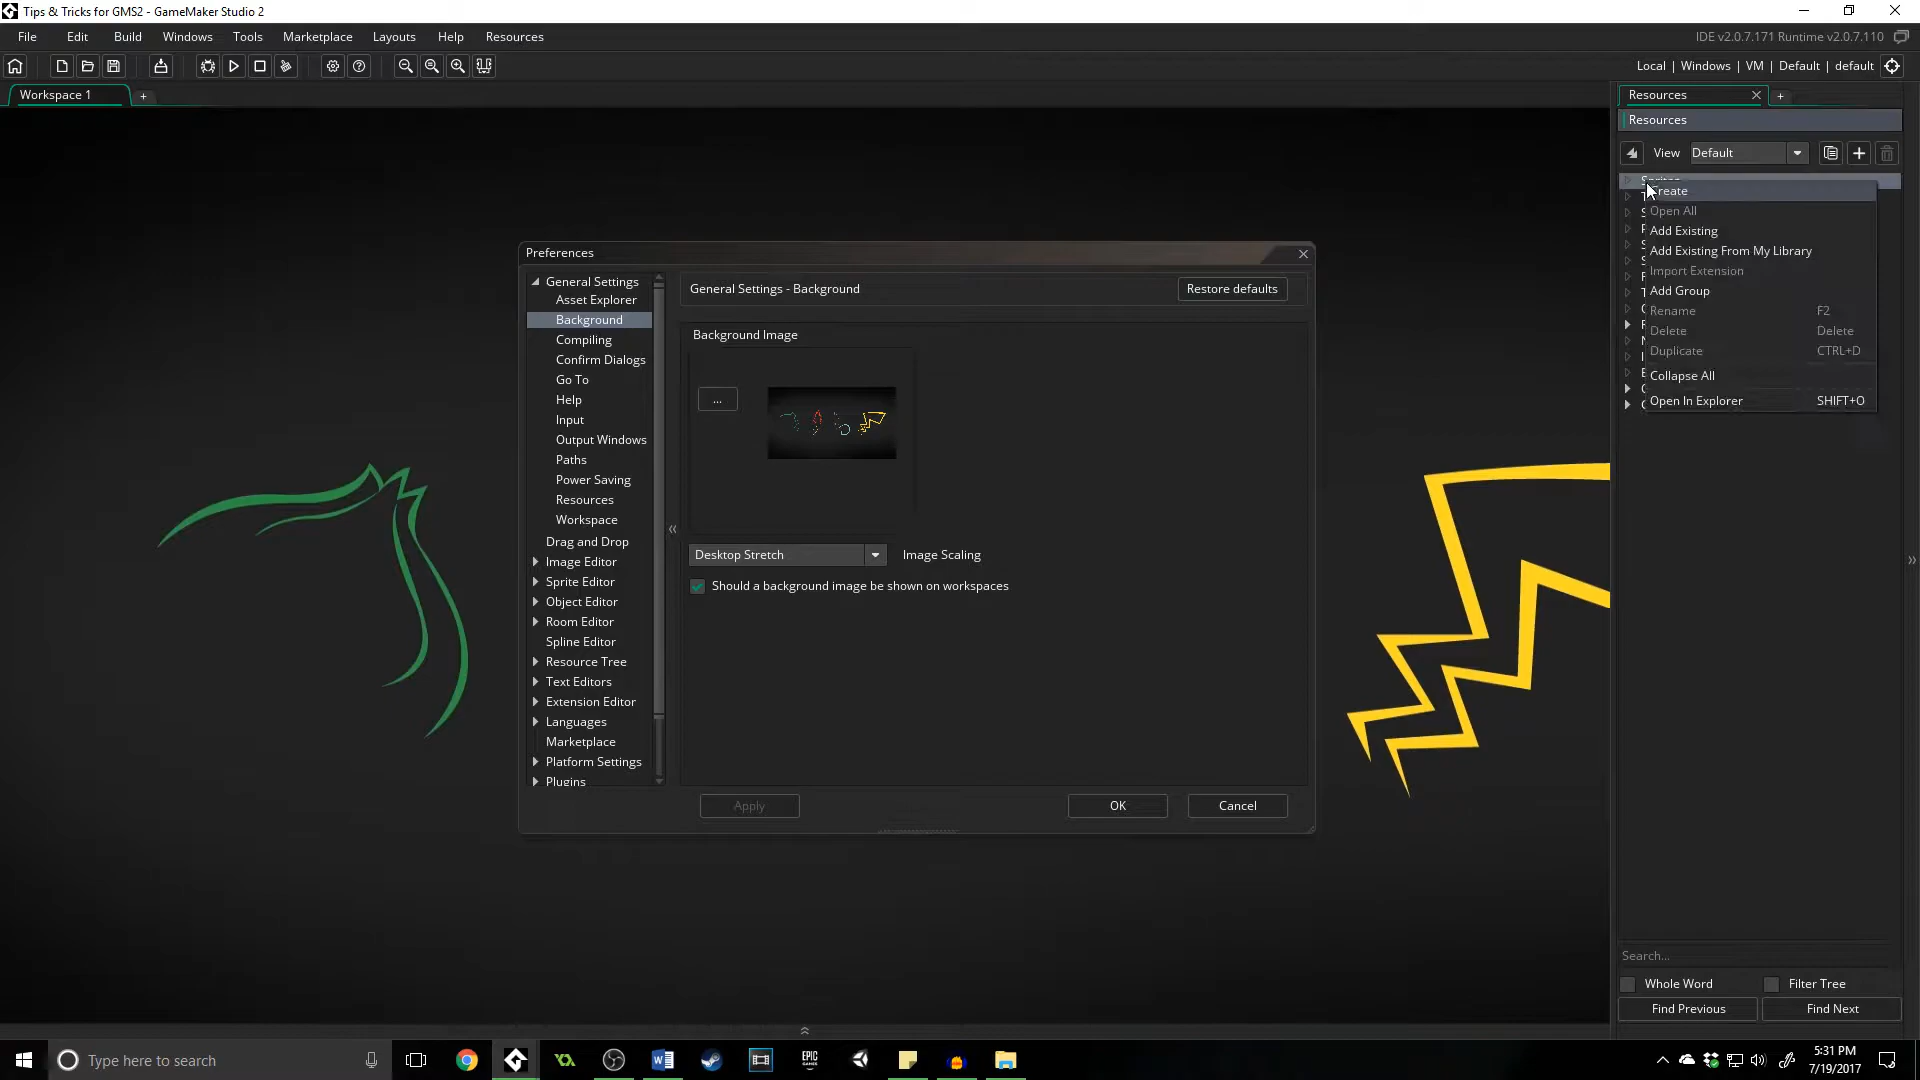 Tips & Tricks for GMS2 - GameMaker Studio 2
File Edit Build Windows Tools Marketplace Layouts Help Resources
IDE v2.0.7.171 Runtime v2.0.7.110
Local | Windows | VM | Default | default
Workspace 1
Resources
Resources
View Default
Create
Open All
Add Existing
Add Existing From My Library
Import Extension
Add Group
Rename F2
Delete Delete
Duplicate CTRL+D
Collapse All
Open In Explorer SHIFT+O
Preferences
General Settings
Asset Explorer
Background
Compiling
Confirm Dialogs
Go To
Help
Input
Output Windows
Paths
Power Saving
Resources
Workspace
Drag and Drop
Image Editor
Sprite Editor
Object Editor
Room Editor
Spline Editor
Resource Tree
Text Editors
Extension Editor
Languages
Marketplace
Platform Settings
Plugins
General Settings - Background
Restore defaults
Background Image
...
Desktop Stretch
Image Scaling
Should a background image be shown on workspaces
Apply
OK
Cancel
Search...
Whole Word
Filter Tree
Find Previous
Find Next
Type here to search
EPIC
GAMES
5:31 PM
7/19/2017